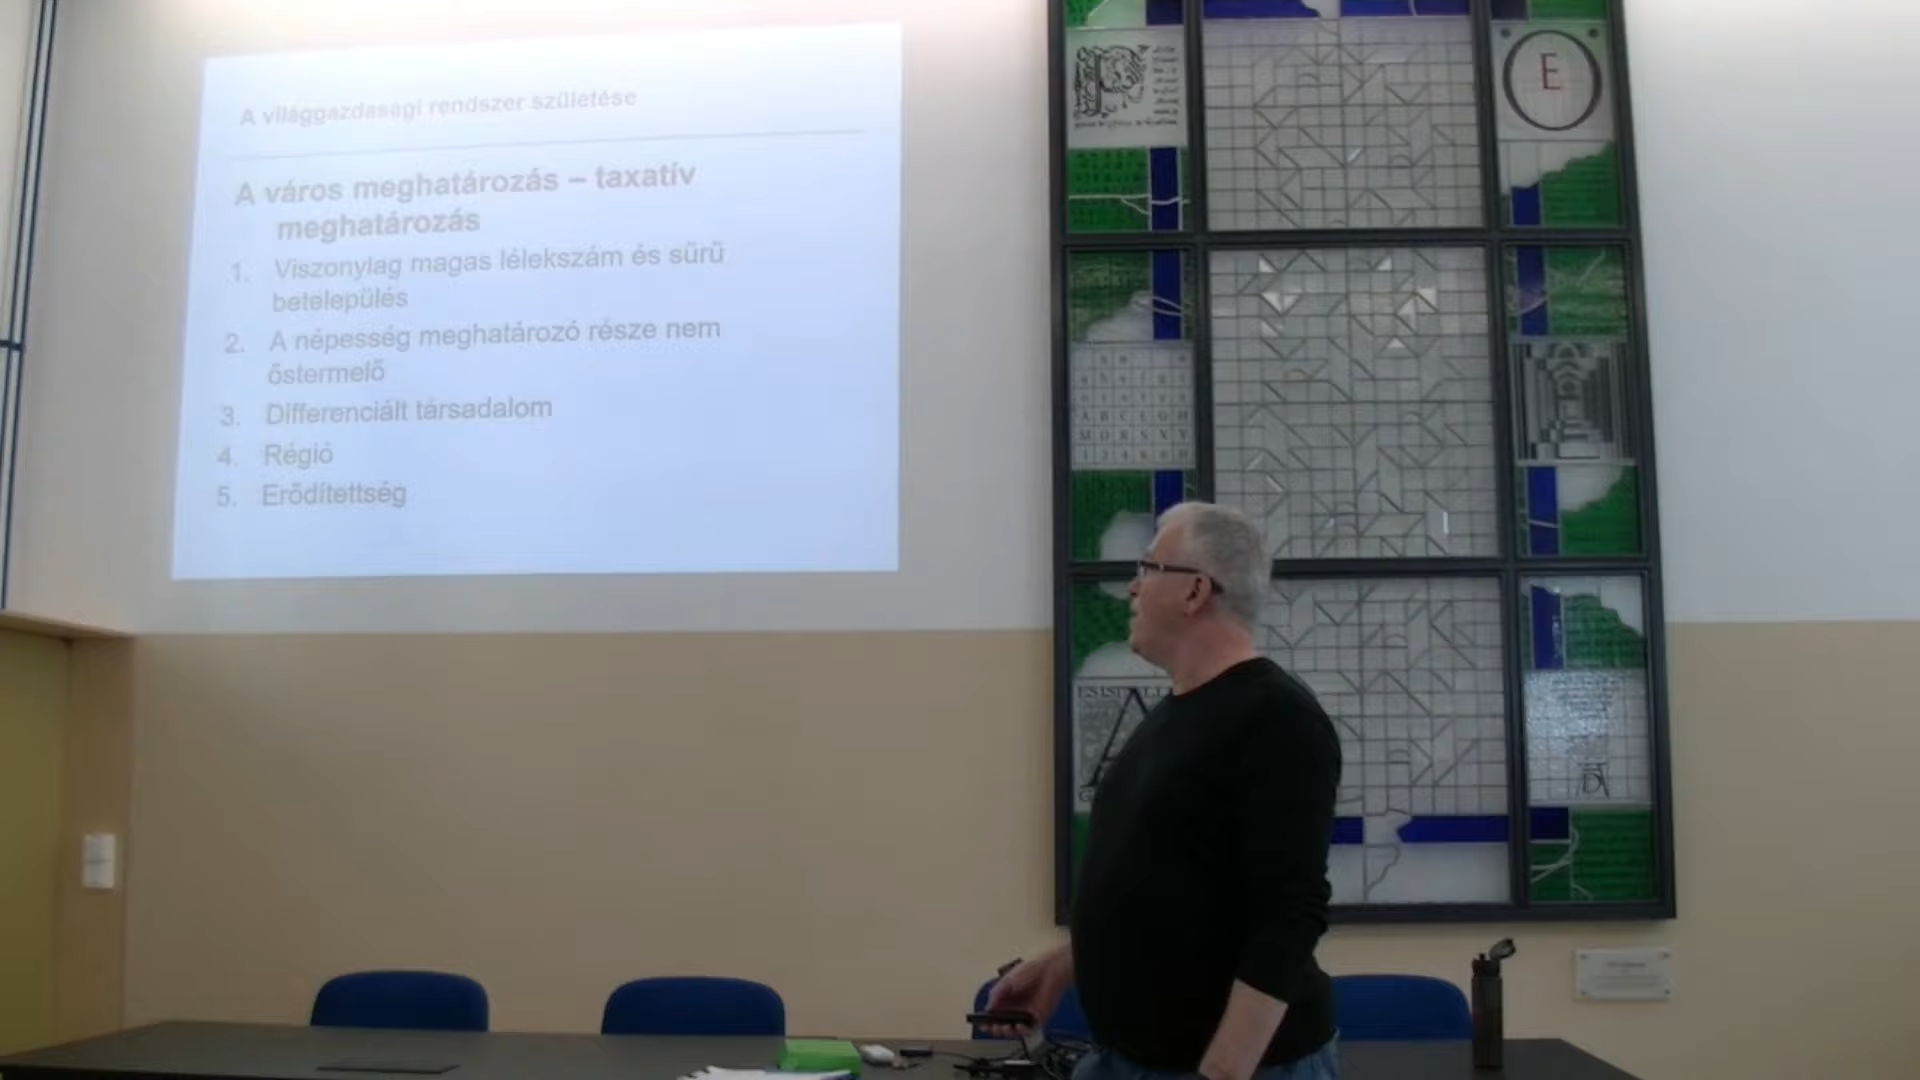 A világgazdasági rendszer születése
A város meghatározás – taxatív
meghatározás
1. Viszonylag magas lélekszám és sűrű
betelepülés
2. A népesség meghatározó része nem
őstermelő
3. Differenciált társadalom
4. Régió
5. Erődítettség
P
O E
A